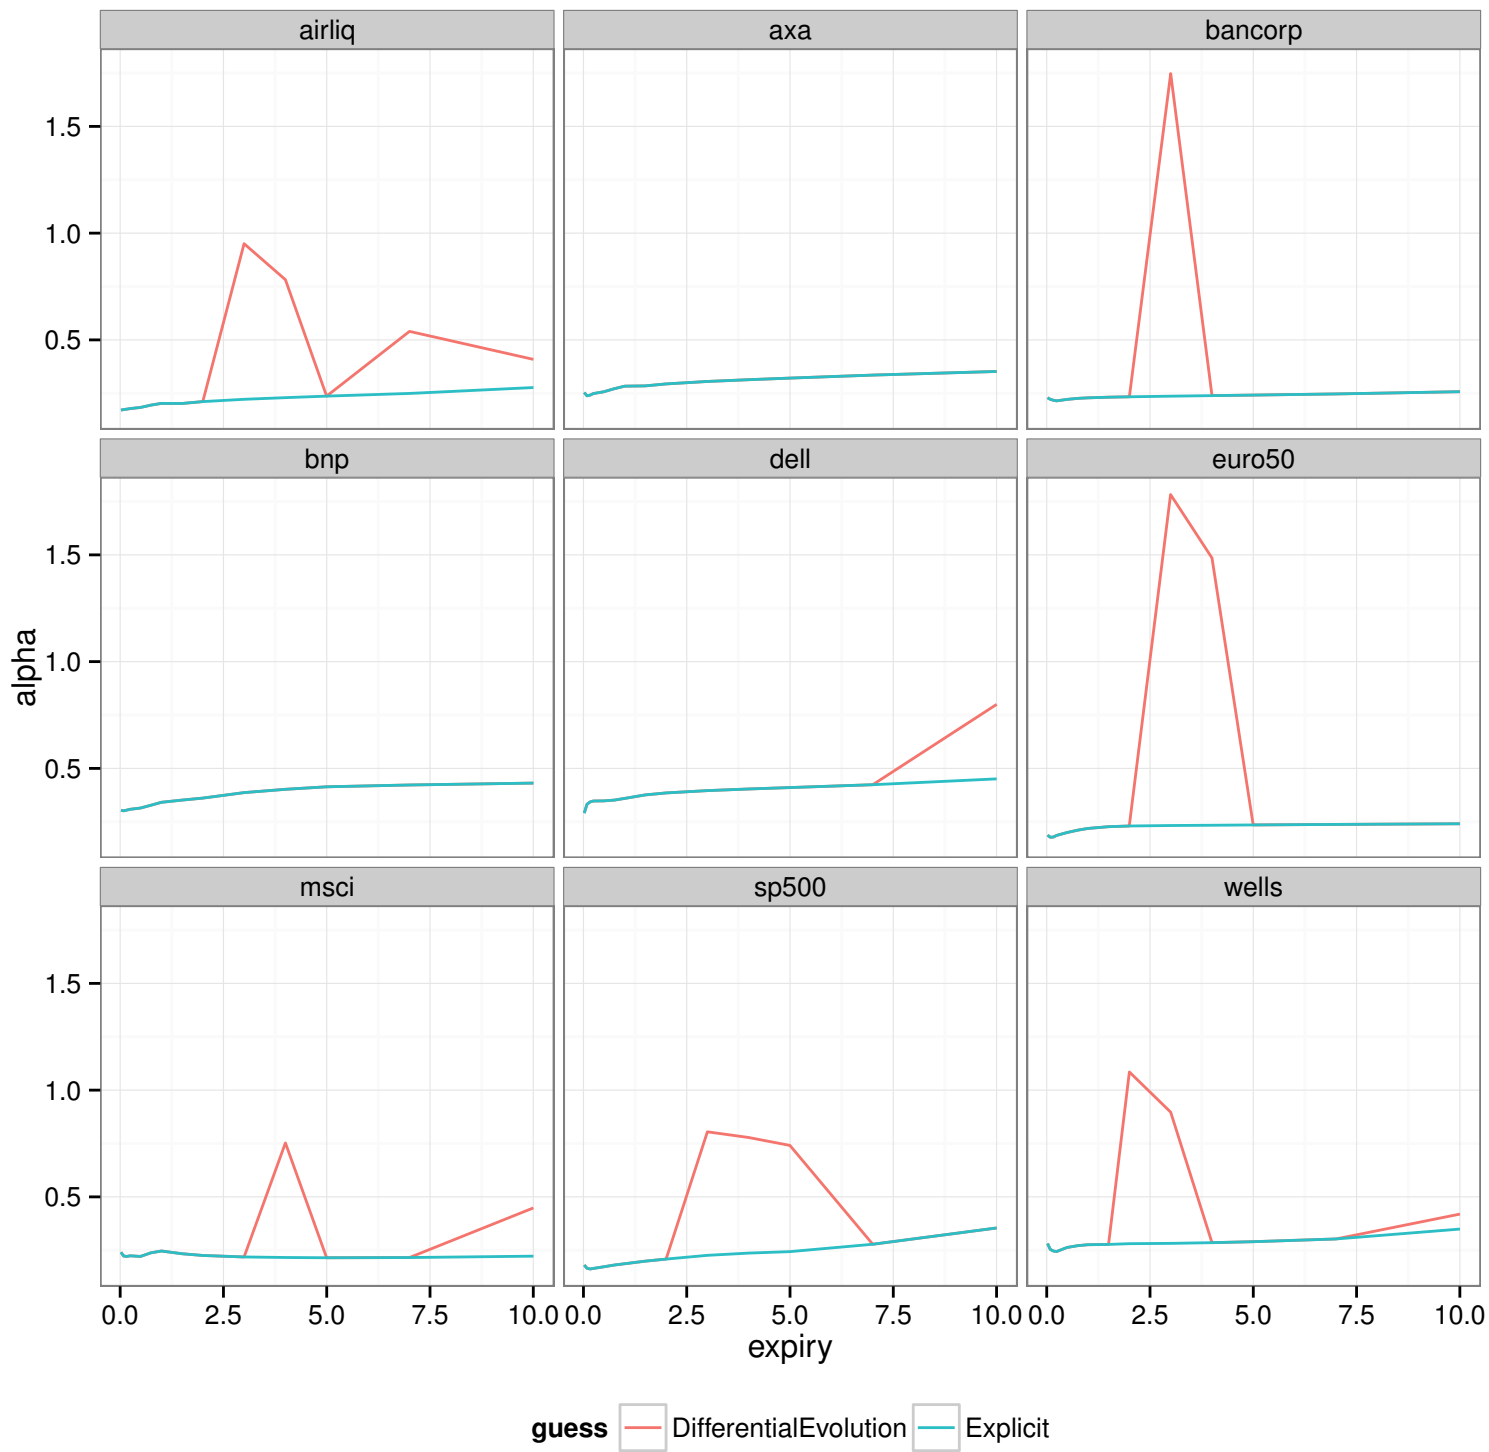 airliq axa bancorp
1.5
1.0
0.5
bnp dell euro50
1.5
1.0
0.5
alpha
msci sp500 wells
1.5
1.0
0.5
0.0 2.5 5.0 7.5 10.0 0.0 2.5 5.0 7.5 10.0 0.0 2.5 5.0 7.5 10.0
expiry
guess DifferentialEvolution Explicit